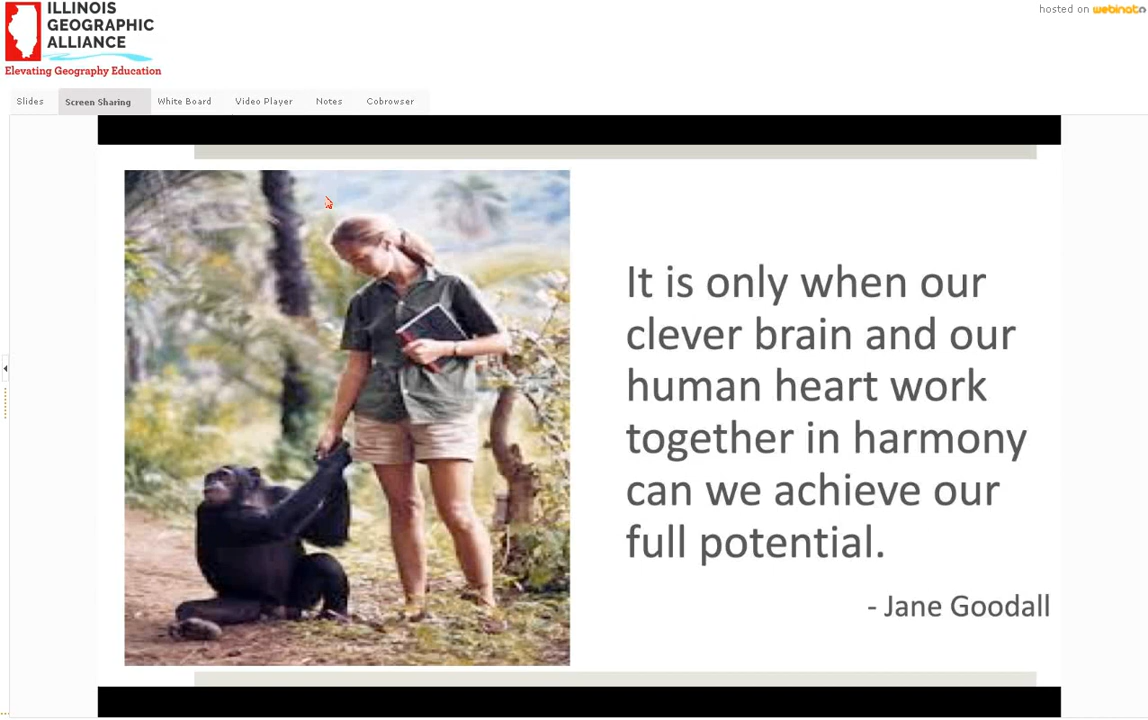 ILLINOIS
GEOGRAPHIC
ALLIANCE
Elevating Geography Education
hosted on webinato
Slides
Screen Sharing
White Board
Video Player
Notes
Cobrowser
It is only when our
clever brain and our
human heart work
together in harmony
can we achieve our
full potential.
- Jane Goodall